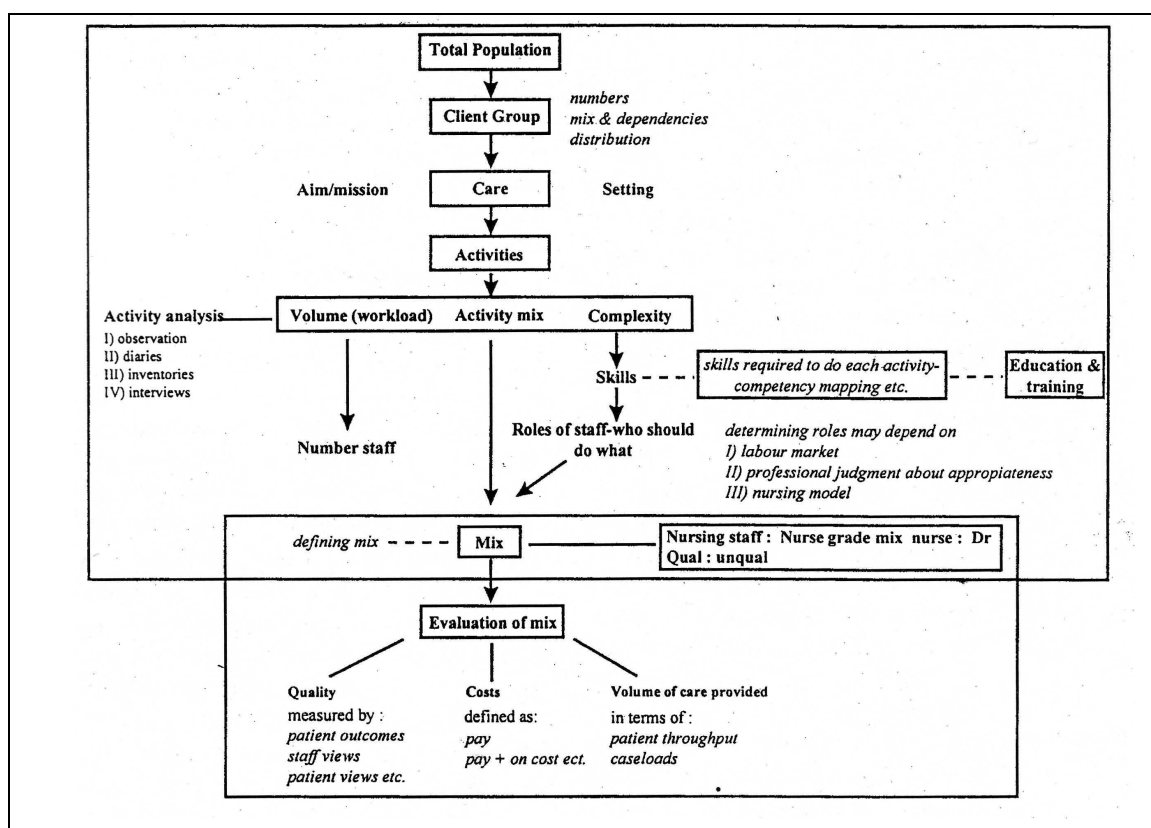 Total Population
Client Group
numbers
mix & dependencies
distribution
Aim/mission
Care
Setting
Activities
Activity analysis
I) observation
II) diaries
III) inventories
IV) interviews
Volume (workload) Activity mix Complexity
Skills
skills required to do each activity-
competency mapping etc.
Education &
training
Number staff
Roles of staff-who should
do what
determining roles may depend on
I) labour market
II) professional judgment about appropiateness
III) nursing model
defining mix
Mix
Nursing staff : Nurse grade mix nurse : Dr
Qual : unqual
Evaluation of mix
Quality
measured by :
patient outcomes
staff views
patient views etc.
Costs
defined as:
pay
pay + on cost ect.
Volume of care provided
in terms of :
patient throughput
caseloads